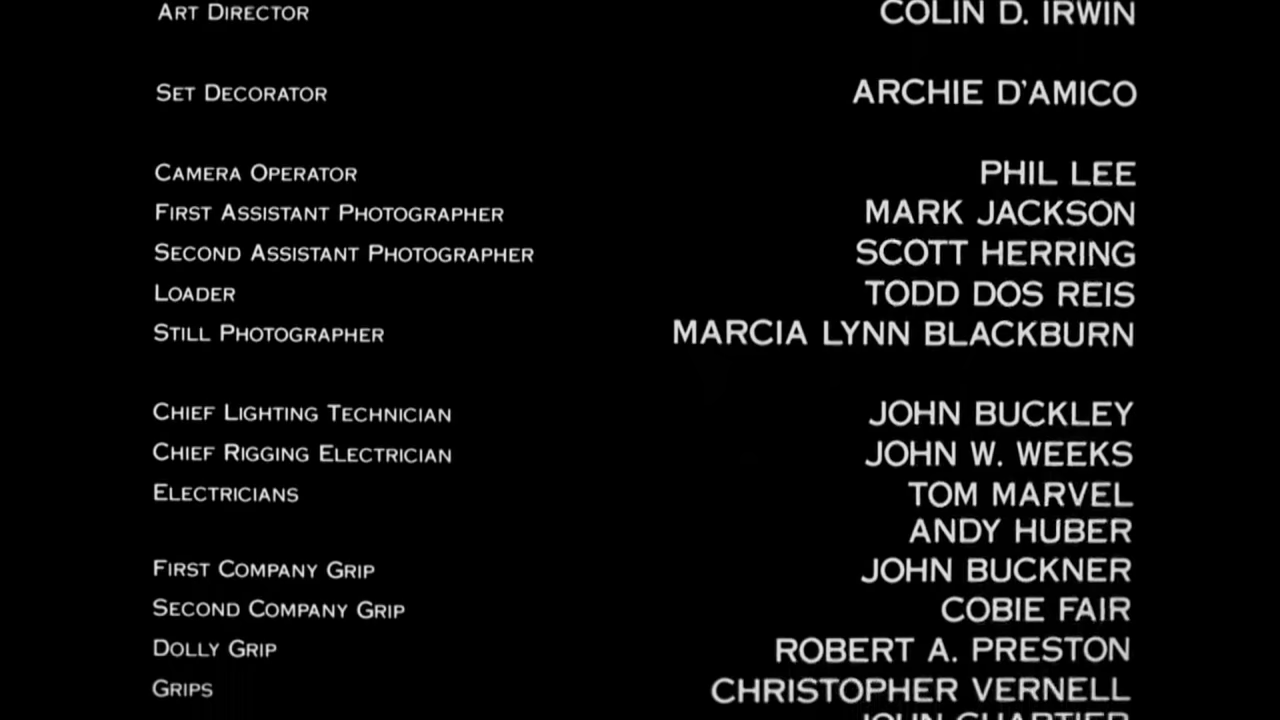 Art Director COLIN D. IRWIN
Set Decorator ARCHIE D'AMICO
Camera Operator PHIL LEE
First Assistant Photographer MARK JACKSON
Second Assistant Photographer SCOTT HERRING
Loader TODD DOS REIS
Still Photographer MARCIA LYNN BLACKBURN
Chief Lighting Technician JOHN BUCKLEY
Chief Rigging Electrician JOHN W. WEEKS
Electricians TOM MARVEL
ANDY HUBER
First Company Grip JOHN BUCKNER
Second Company Grip COBIE FAIR
Dolly Grip ROBERT A. PRESTON
Grips CHRISTOPHER VERNELL
JOHN